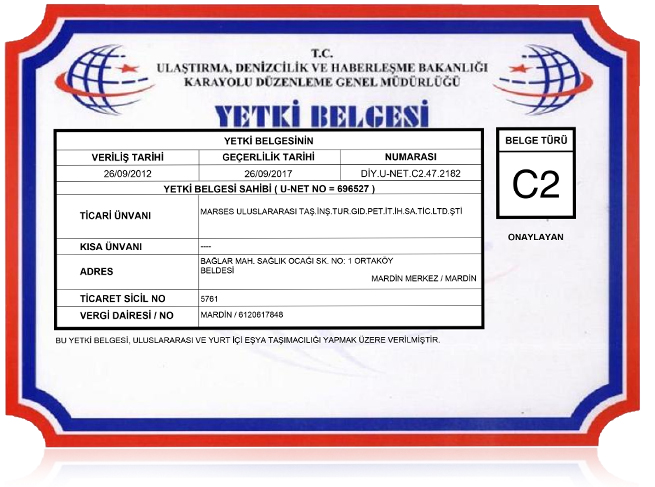 T.C.
ULAŞTIRMA, DENİZCİLİK VE HABERLEŞME BAKANLIĞI
KARAYOLU DÜZENLEME GENEL MÜDÜRLÜĞÜ
YETKİ BELGESİ
YETKİ BELGESİNİN
VERİLİŞ TARİHİ GEÇERLİLİK TARİHİ NUMARASI
26/09/2012 26/09/2017 DİY.U-NET.C2.47.2182
YETKİ BELGESİ SAHİBİ ( U-NET NO = 696527 )
TİCARİ ÜNVANI MARSES ULUSLARARASI TAŞ.İNŞ.TUR.GID.PET.İT.İH.SA.TİC.LTD.ŞTİ
KISA ÜNVANI ----
ADRES BAĞLAR MAH. SAĞLIK OCAĞI SK. NO: 1 ORTAKÖY
BELDESİ
MARDİN MERKEZ / MARDİN
TİCARET SİCİL NO 5761
VERGİ DAİRESİ / NO MARDİN / 6120617848
BELGE TÜRÜ
C2
ONAYLAYAN
BU YETKİ BELGESİ, ULUSLARARASI VE YURT İÇİ EŞYA TAŞIMACILIĞI YAPMAK ÜZERE VERİLMİŞTİR.